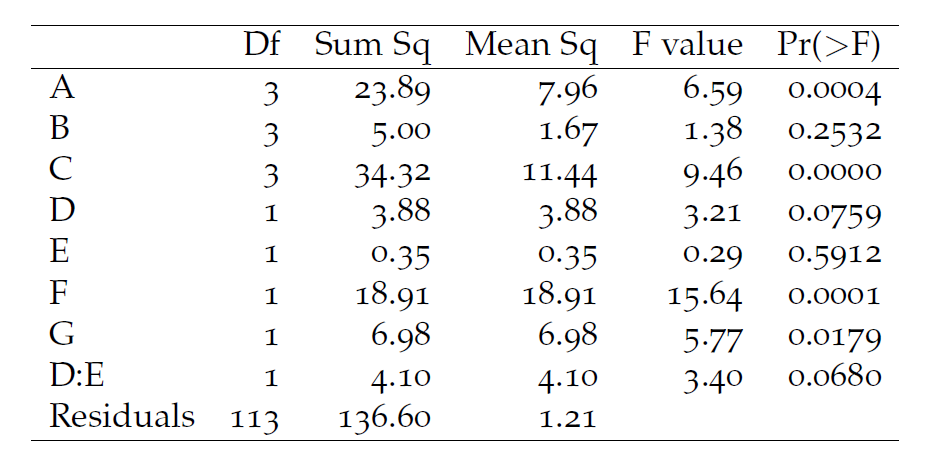 Df Sum Sq Mean Sq F value Pr(>F)
A 3 23.89 7.96 6.59 0.0004
B 3 5.00 1.67 1.38 0.2532
C 3 34.32 11.44 9.46 0.0000
D 1 3.88 3.88 3.21 0.0759
E 1 0.35 0.35 0.29 0.5912
F 1 18.91 18.91 15.64 0.0001
G 1 6.98 6.98 5.77 0.0179
D:E 1 4.10 4.10 3.40 0.0680
Residuals 113 136.60 1.21